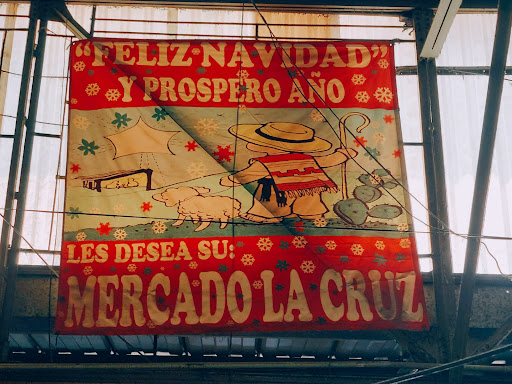 "FELIZ NAVIDAD"
Y PROSPERO AÑO
LES DESEA SU:
MERCADO LA CRUZ